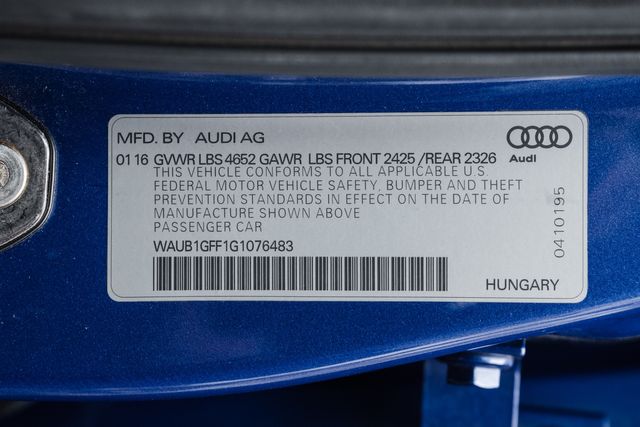 MFD. BY AUDI AG
01 16 GVWR LBS 4652 GAWR LBS FRONT 2425 /REAR 2326
Audi
THIS VEHICLE CONFORMS TO ALL APPLICABLE U.S.
FEDERAL MOTOR VEHICLE SAFETY, BUMPER AND THEFT
PREVENTION STANDARDS IN EFFECT ON THE DATE OF
MANUFACTURE SHOWN ABOVE
PASSENGER CAR
WAUB1GFF1G1076483
0410195
HUNGARY